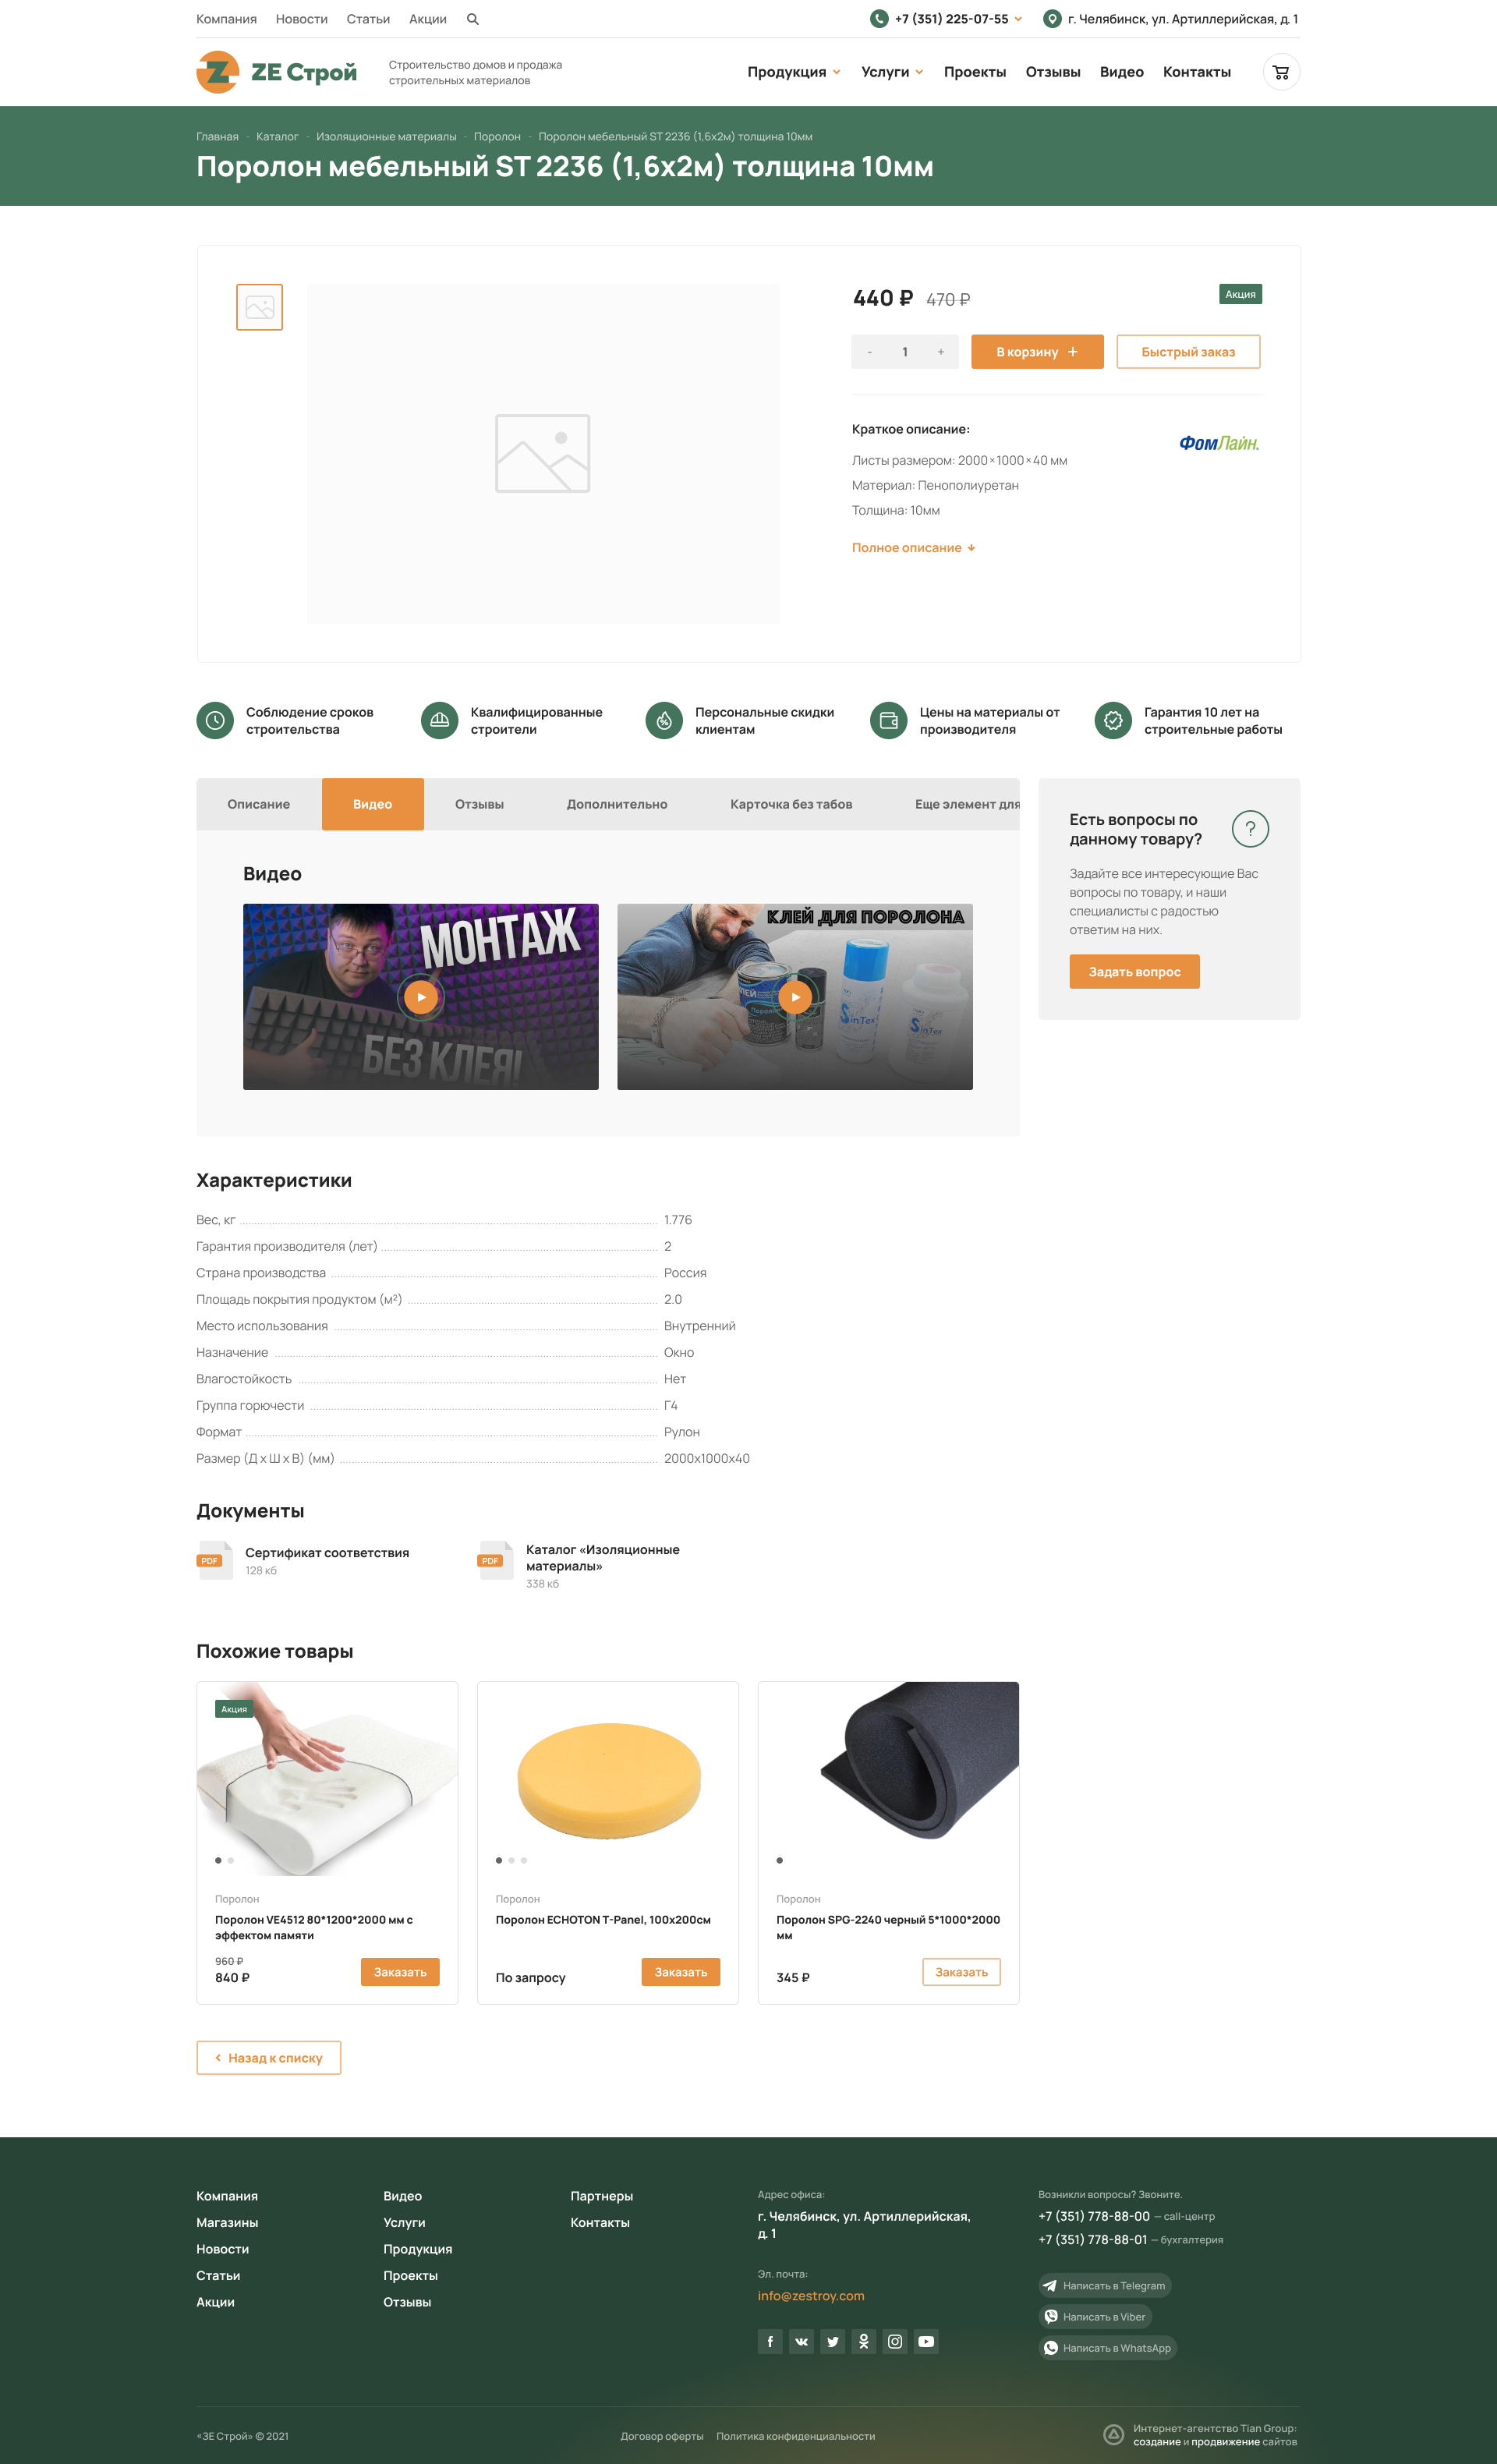 Компания Новости Статьи Акции
+7 (351) 225-07-55
г. Челябинск, ул. Артиллерийская, д. 1
ZE Строй
Строительство домов и продажа
строительных материалов
Продукция Услуги Проекты Отзывы Видео Контакты
Главная - Каталог - Изоляционные материалы - Поролон - Поролон мебельный ST 2236 (1,6х2м) толщина 10мм
Поролон мебельный ST 2236 (1,6х2м) толщина 10мм
440 ₽ 470 ₽
Акция
- 1 +
В корзину +
Быстрый заказ
Краткое описание:
ФомЛайн.
Листы размером: 2000×1000×40 мм
Материал: Пенополиуретан
Толщина: 10мм
Полное описание
Соблюдение сроков
строительства
Квалифицированные
строители
Персональные скидки
клиентам
Цены на материалы от
производителя
Гарантия 10 лет на
строительные работы
Описание Видео Отзывы Дополнительно Карточка без табов Еще элемент для
Видео
МОНТАЖ
БЕЗ КЛЕЯ!
КЛЕЙ ДЛЯ ПОРОЛОНА
SinTex
SinTex
Есть вопросы по
данному товару?
?
Задайте все интересующие Вас
вопросы по товару, и наши
специалисты с радостью
ответим на них.
Задать вопрос
Характеристики
Вес, кг 1.776
Гарантия производителя (лет) 2
Страна производства Россия
Площадь покрытия продуктом (м²) 2.0
Место использования Внутренний
Назначение Окно
Влагостойкость Нет
Группа горючести Г4
Формат Рулон
Размер (Д х Ш х В) (мм) 2000х1000х40
Документы
PDF
Сертификат соответствия
128 кб
PDF
Каталог «Изоляционные
материалы»
338 кб
Похожие товары
Акция
Поролон
Поролон VE4512 80*1200*2000 мм с
эффектом памяти
960 ₽
840 ₽
Заказать
Поролон
Поролон ECHOTON T-Panel, 100х200см
По запросу
Заказать
Поролон
Поролон SPG-2240 черный 5*1000*2000
мм
345 ₽
Заказать
Назад к списку
Компания
Магазины
Новости
Статьи
Акции
Видео
Услуги
Продукция
Проекты
Отзывы
Партнеры
Контакты
Адрес офиса:
г. Челябинск, ул. Артиллерийская,
д. 1
Эл. почта:
info@zestroy.com
Возникли вопросы? Звоните.
+7 (351) 778-88-00 — call-центр
+7 (351) 778-88-01 — бухгалтерия
Написать в Telegram
Написать в Viber
Написать в WhatsApp
«ЗЕ Строй» © 2021
Договор оферты Политика конфиденциальности
Интернет-агентство Tian Group:
создание и продвижение сайтов